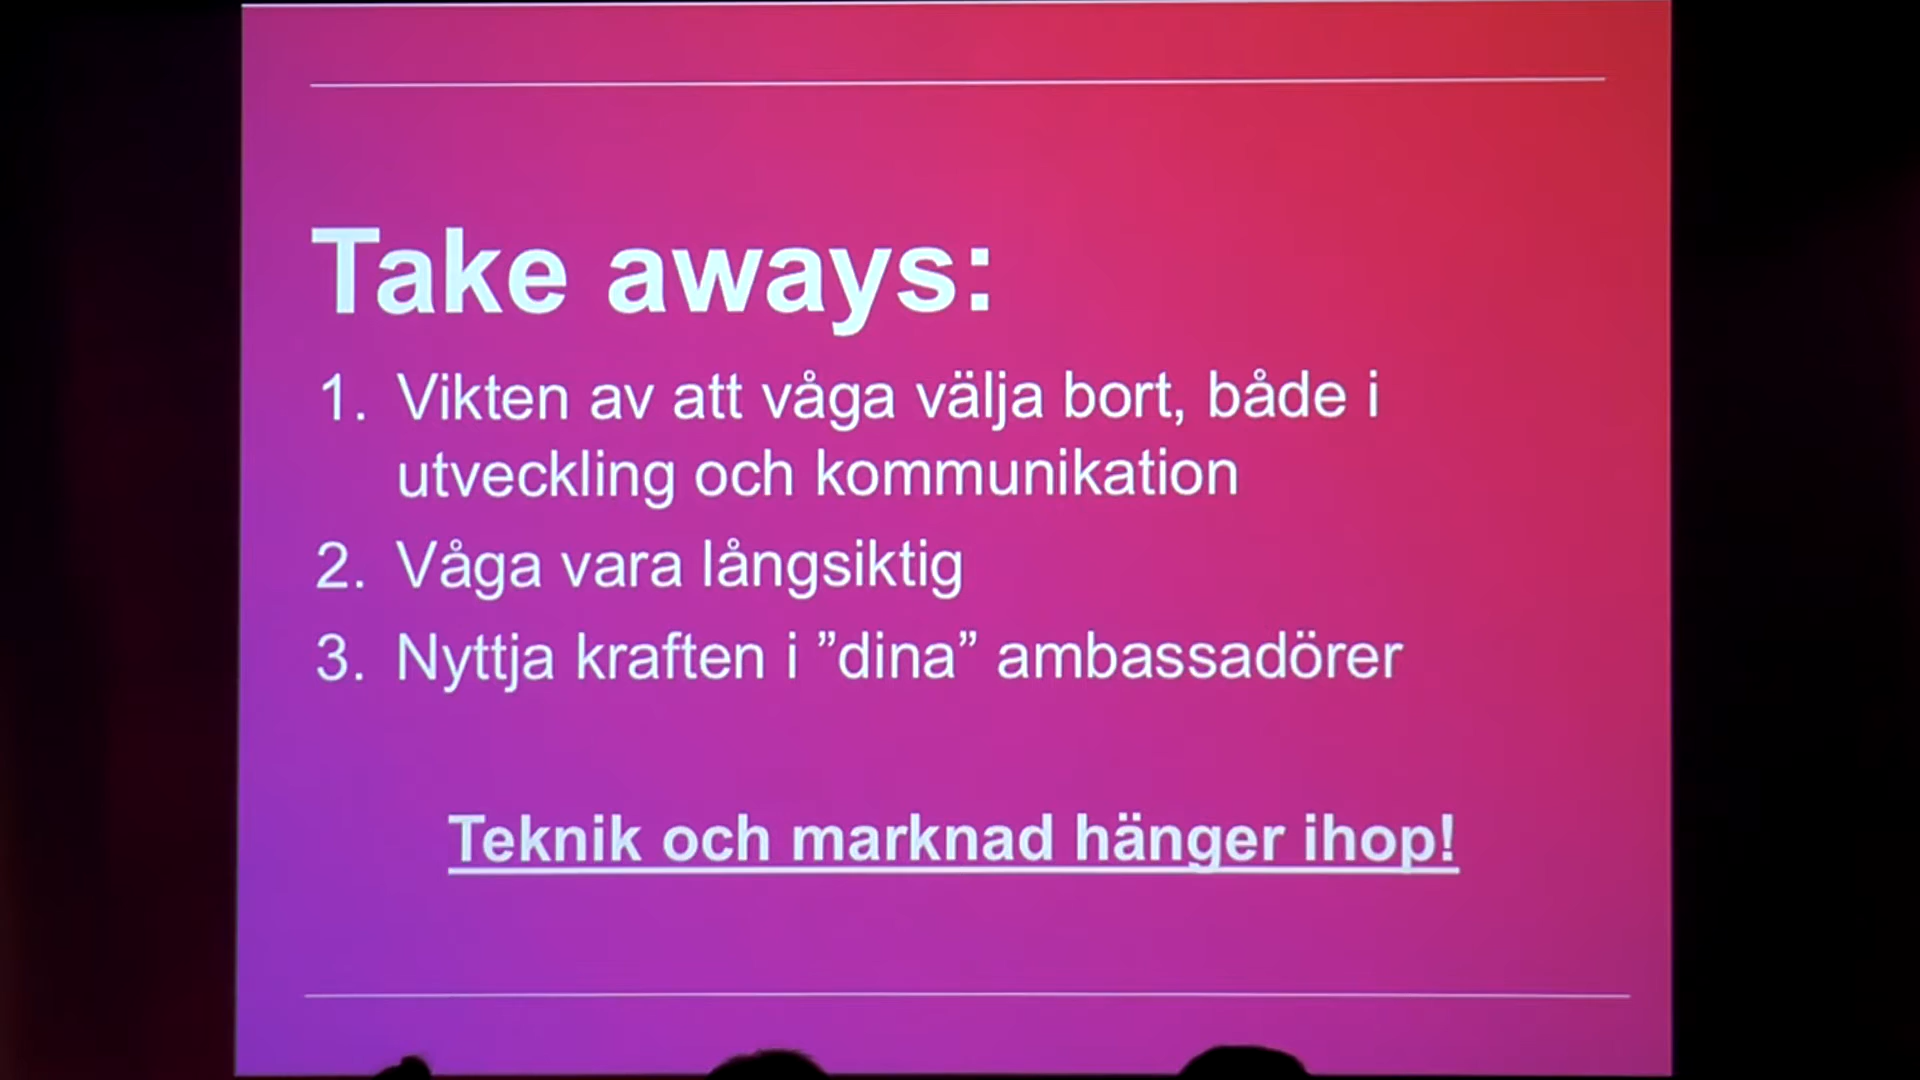 Take aways:
1. Vikten av att våga välja bort, både i
utveckling och kommunikation
2. Våga vara långsiktig
3. Nyttja kraften i ”dina” ambassadörer
Teknik och marknad hänger ihop!